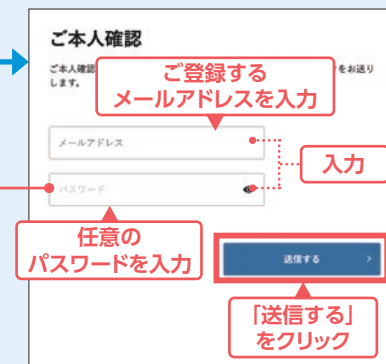 ご本人確認
ご本人確認
をお送り
します。
ご登録する
メールアドレスを入力
メールアドレス
入力
パスワード
任意の
パスワードを入力
送信する
「送信する」
をクリック